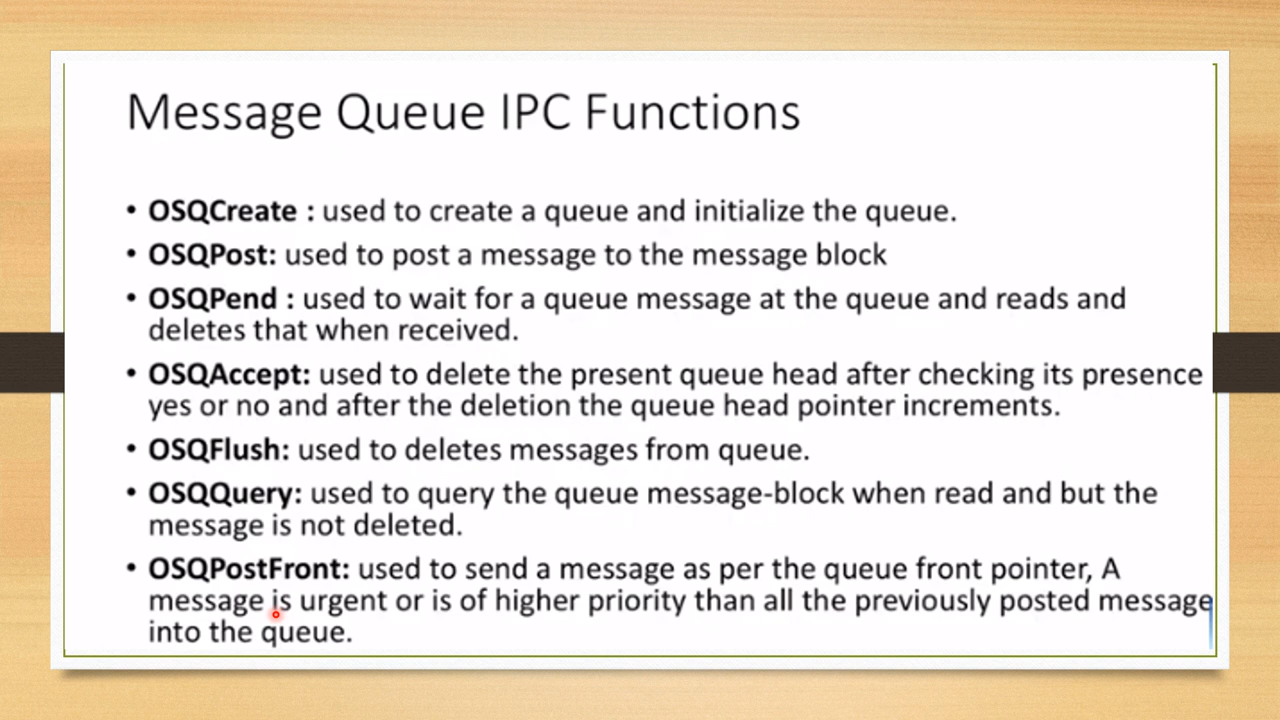 Message Queue IPC Functions
• OSQCreate : used to create a queue and initialize the queue.
• OSQPost: used to post a message to the message block
• OSQPend : used to wait for a queue message at the queue and reads and
deletes that when received.
• OSQAccept: used to delete the present queue head after checking its presence
yes or no and after the deletion the queue head pointer increments.
• OSQFlush: used to deletes messages from queue.
• OSQQuery: used to query the queue message-block when read and but the
message is not deleted.
• OSQPostFront: used to send a message as per the queue front pointer, A
message is urgent or is of higher priority than all the previously posted message
into the queue.